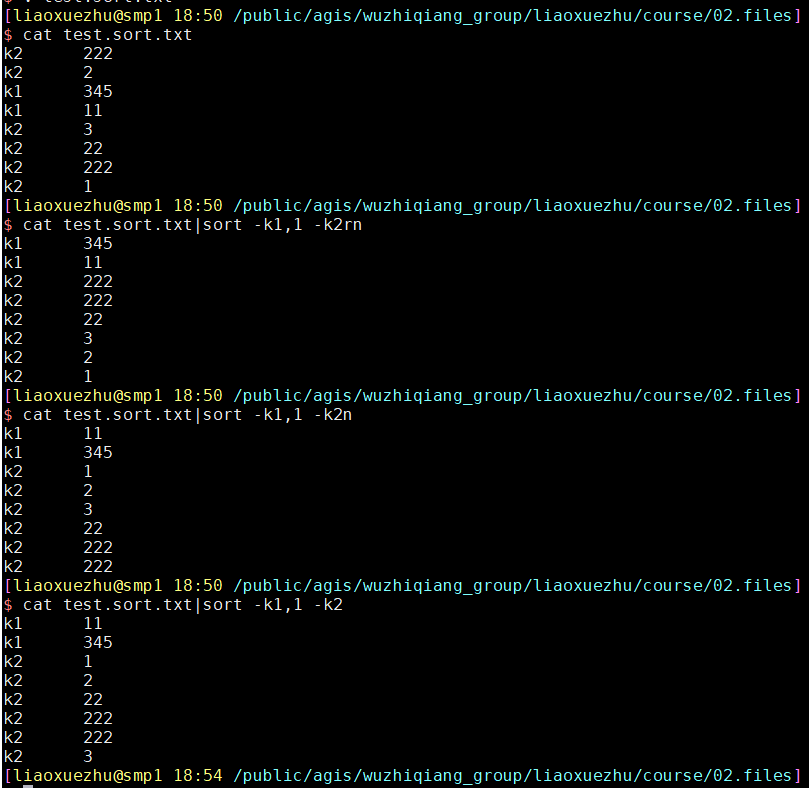 $ . test.sort.txt
[liaoxuezhu@smp1 18:50 /public/agis/wuzhiqiang_group/liaoxuezhu/course/02.files]
$ cat test.sort.txt
k2      222
k2      2
k1      345
k1      11
k2      3
k2      22
k2      222
k2      1
[liaoxuezhu@smp1 18:50 /public/agis/wuzhiqiang_group/liaoxuezhu/course/02.files]
$ cat test.sort.txt|sort -k1,1 -k2rn
k1      345
k1      11
k2      222
k2      222
k2      22
k2      3
k2      2
k2      1
[liaoxuezhu@smp1 18:50 /public/agis/wuzhiqiang_group/liaoxuezhu/course/02.files]
$ cat test.sort.txt|sort -k1,1 -k2n
k1      11
k1      345
k2      1
k2      2
k2      3
k2      22
k2      222
k2      222
[liaoxuezhu@smp1 18:50 /public/agis/wuzhiqiang_group/liaoxuezhu/course/02.files]
$ cat test.sort.txt|sort -k1,1 -k2
k1      11
k1      345
k2      1
k2      2
k2      22
k2      222
k2      222
k2      3
[liaoxuezhu@smp1 18:54 /public/agis/wuzhiqiang_group/liaoxuezhu/course/02.files]